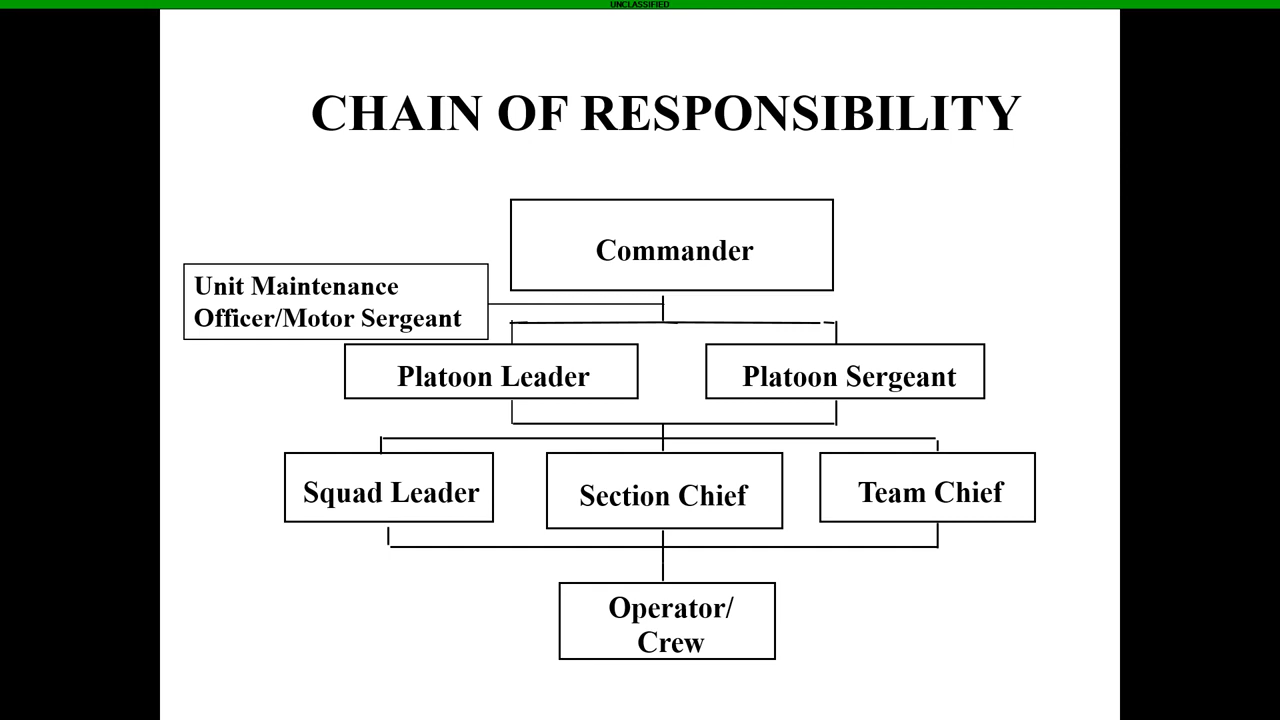 UNCLASSIFIED
CHAIN OF RESPONSIBILITY
Commander
Unit Maintenance
Officer/Motor Sergeant
Platoon Leader
Platoon Sergeant
Squad Leader
Section Chief
Team Chief
Operator/
Crew